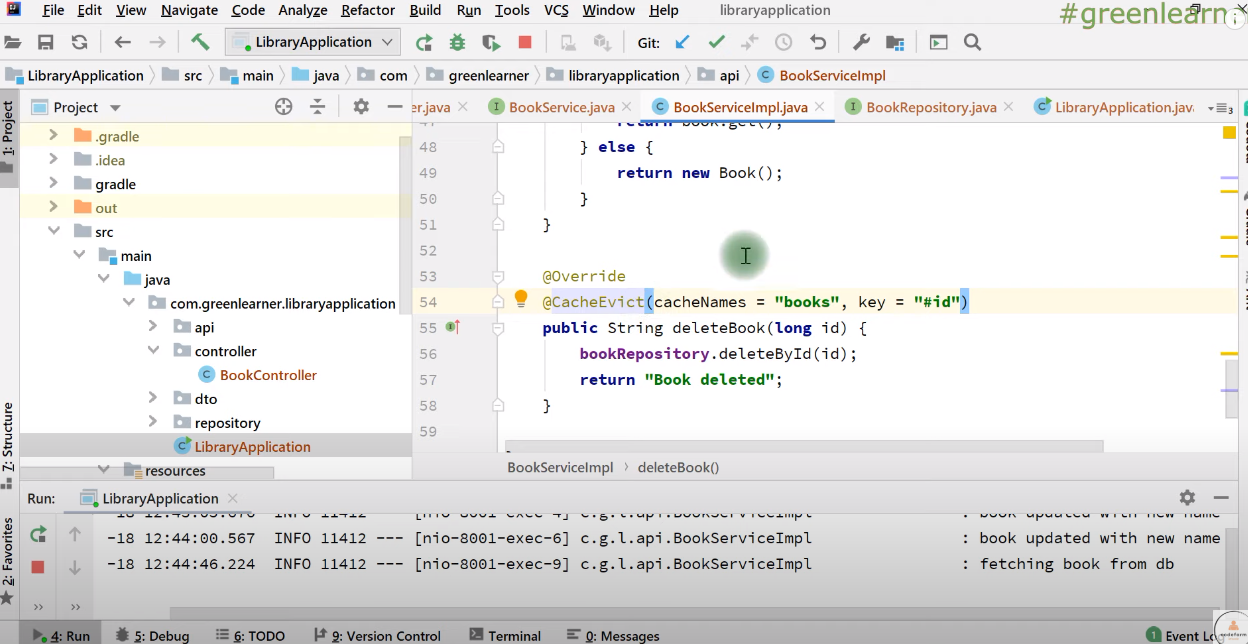 File Edit View Navigate Code Analyze Refactor Build Run Tools VCS Window Help libraryapplication
#greenlearn
LibraryApplication Git:
LibraryApplication src main java com greenlearner libraryapplication api BookServiceImpl
Project er.java BookService.java BookServiceImpl.java BookRepository.java LibraryApplication.java
1: Project
.gradle
.idea
gradle
out
src
main
java
com.greenlearner.libraryapplication
api
controller
BookController
dto
repository
LibraryApplication
resources
47 return book.get();
48 } else {
49 return new Book();
50 }
51 }
52
53 @Override
54 @CacheEvict(cacheNames = "books", key = "#id")
55 public String deleteBook(long id) {
56 bookRepository.deleteById(id);
57 return "Book deleted";
58 }
59
BookServiceImpl › deleteBook()
7: Structure
2: Favorites
Run: LibraryApplication
INFO 11412 --- [nio-8001-exec-4] c.g.l.api.BookServiceImpl : book updated with new name
-18 12:44:00.567 INFO 11412 --- [nio-8001-exec-6] c.g.l.api.BookServiceImpl : book updated with new name
-18 12:44:46.224 INFO 11412 --- [nio-8001-exec-9] c.g.l.api.BookServiceImpl : fetching book from db
4: Run 5: Debug 6: TODO 9: Version Control Terminal 0: Messages 1 Event Lo